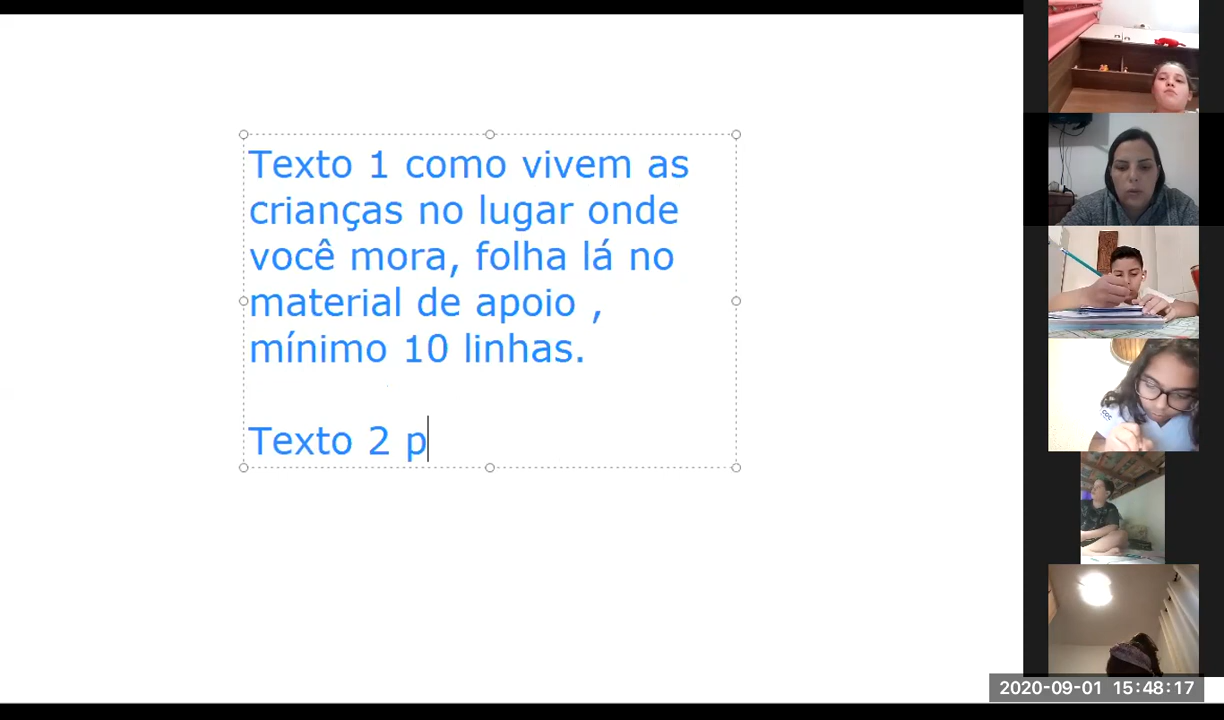 Texto 1 como vivem as
crianças no lugar onde
você mora, folha lá no
material de apoio ,
mínimo 10 linhas.
Texto 2 p
2020-09-01 15:48:17